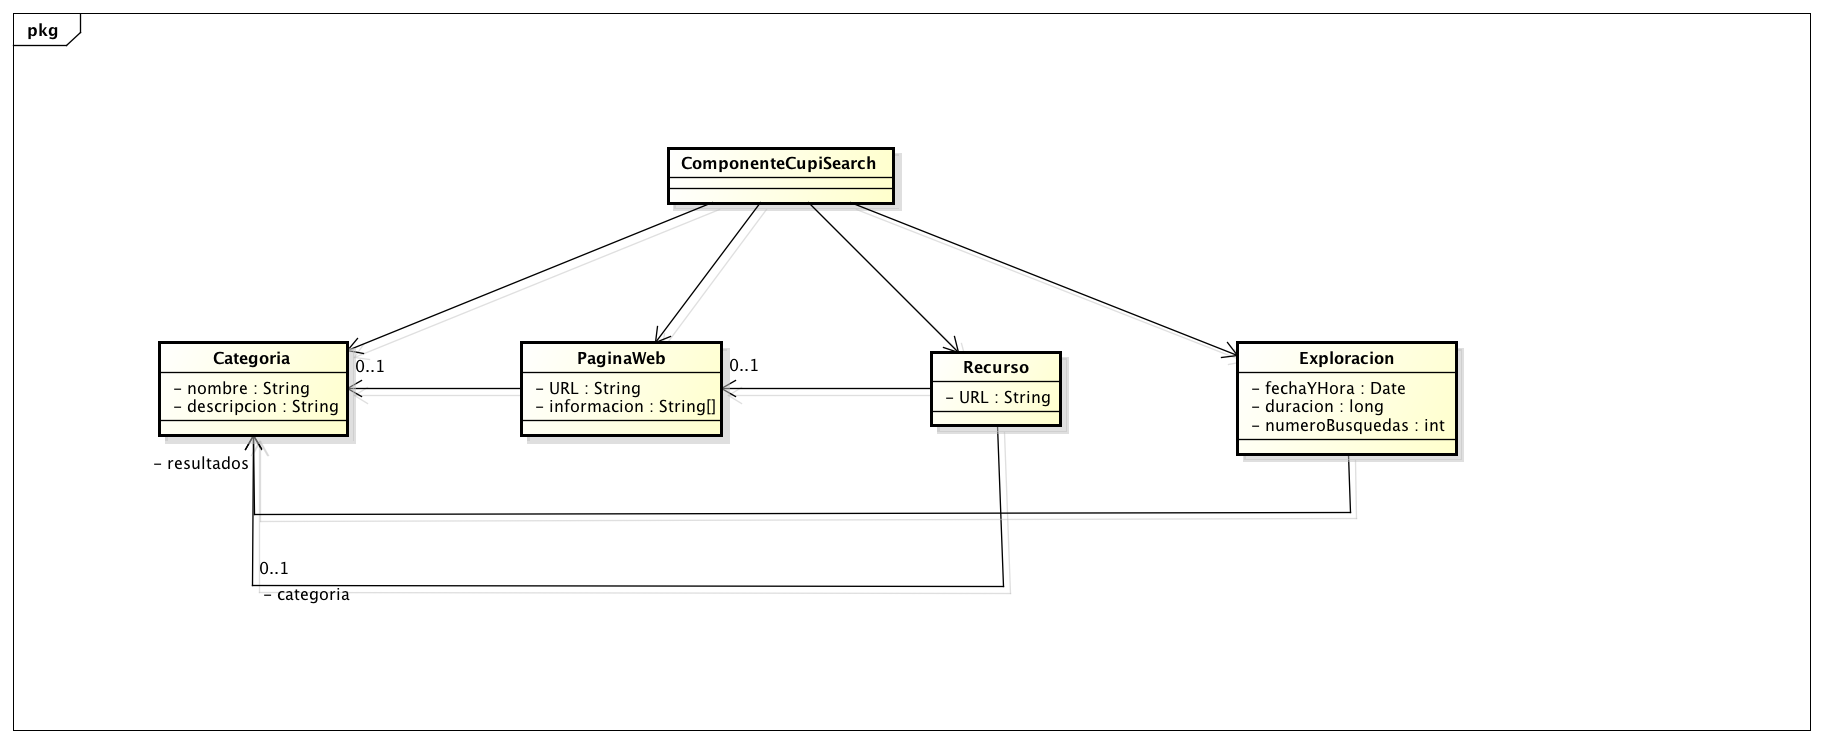 pkg
ComponenteCupiSearch
Categoria
- nombre : String
- descripcion : String
0..1
PaginaWeb
- URL : String
- informacion : String[]
0..1
Recurso
- URL : String
Exploracion
- fechaYHora : Date
- duracion : long
- numeroBusquedas : int
- resultados
0..1
- categoria